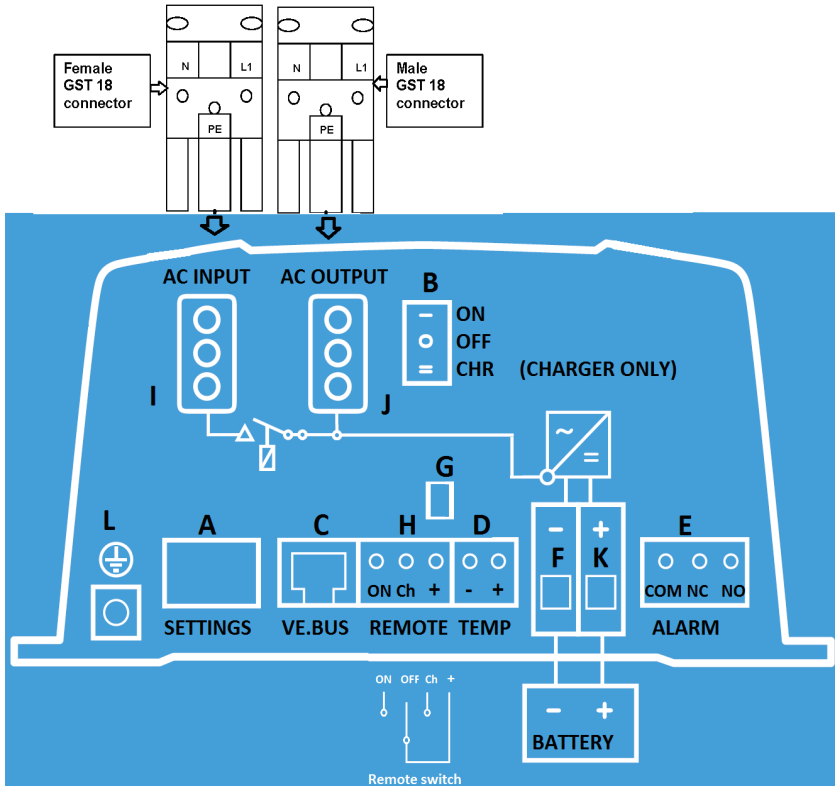 Female
GST 18
connector
N L1
PE
N L1
PE
Male
GST 18
connector
AC INPUT AC OUTPUT B
ON
OFF
CHR (CHARGER ONLY)
I J
G
L A C H D - + E
F K
ON Ch + - + COM NC NO
SETTINGS VE.BUS REMOTE TEMP ALARM
ON OFF Ch +
- +
BATTERY
Remote switch